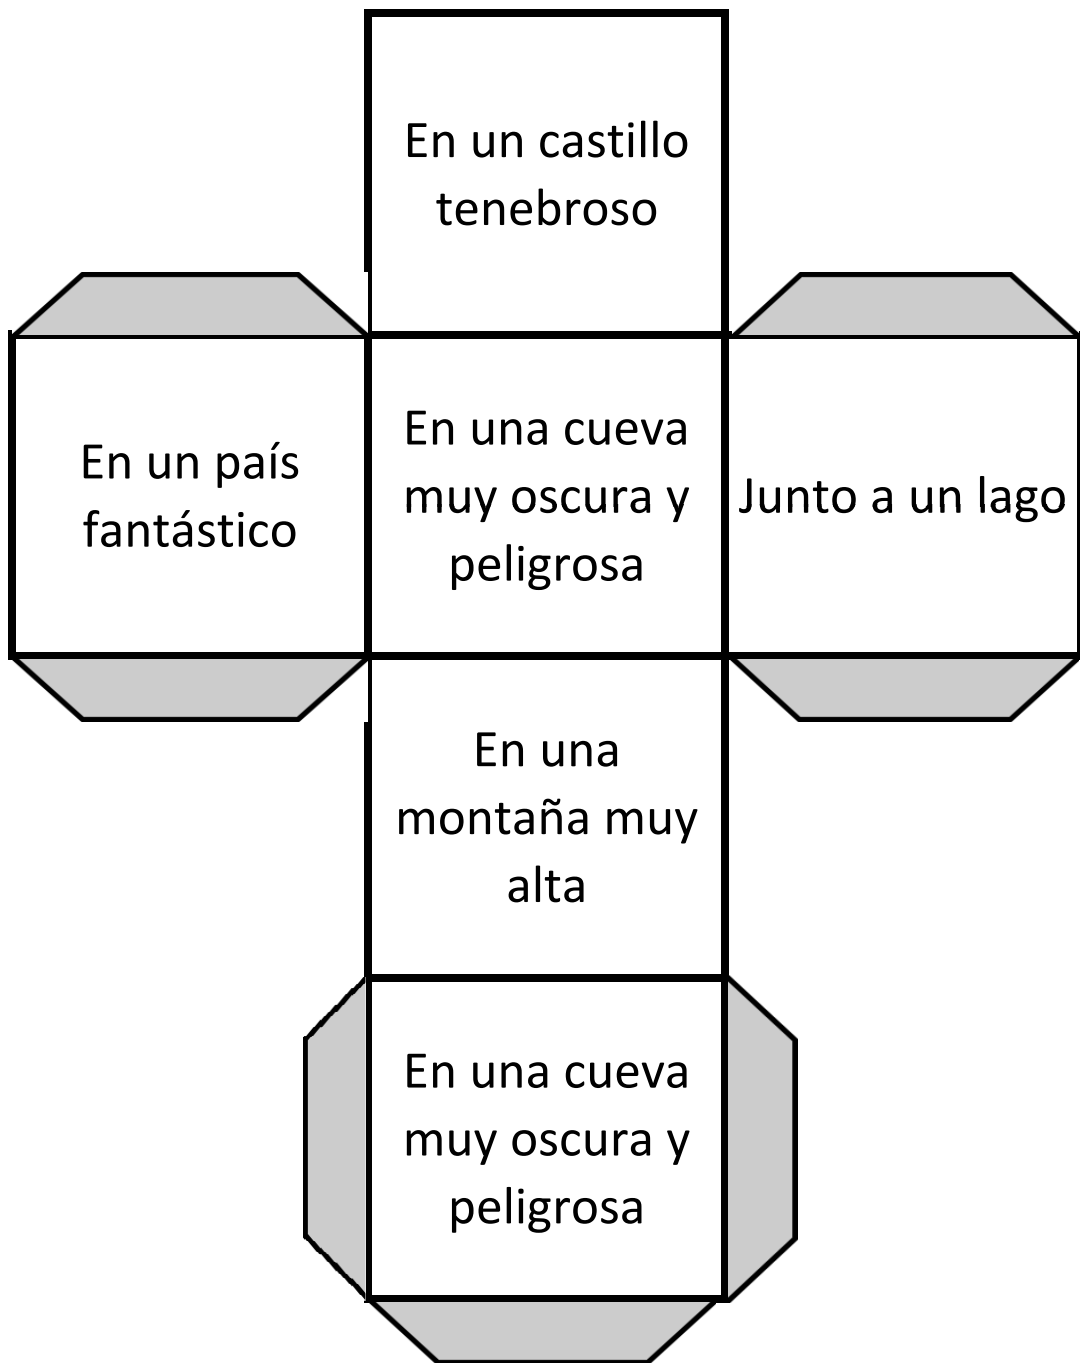 En un castillo
tenebroso
En un país
fantástico
En una cueva
muy oscura y
peligrosa
Junto a un lago
En una
montaña muy
alta
En una cueva
muy oscura y
peligrosa